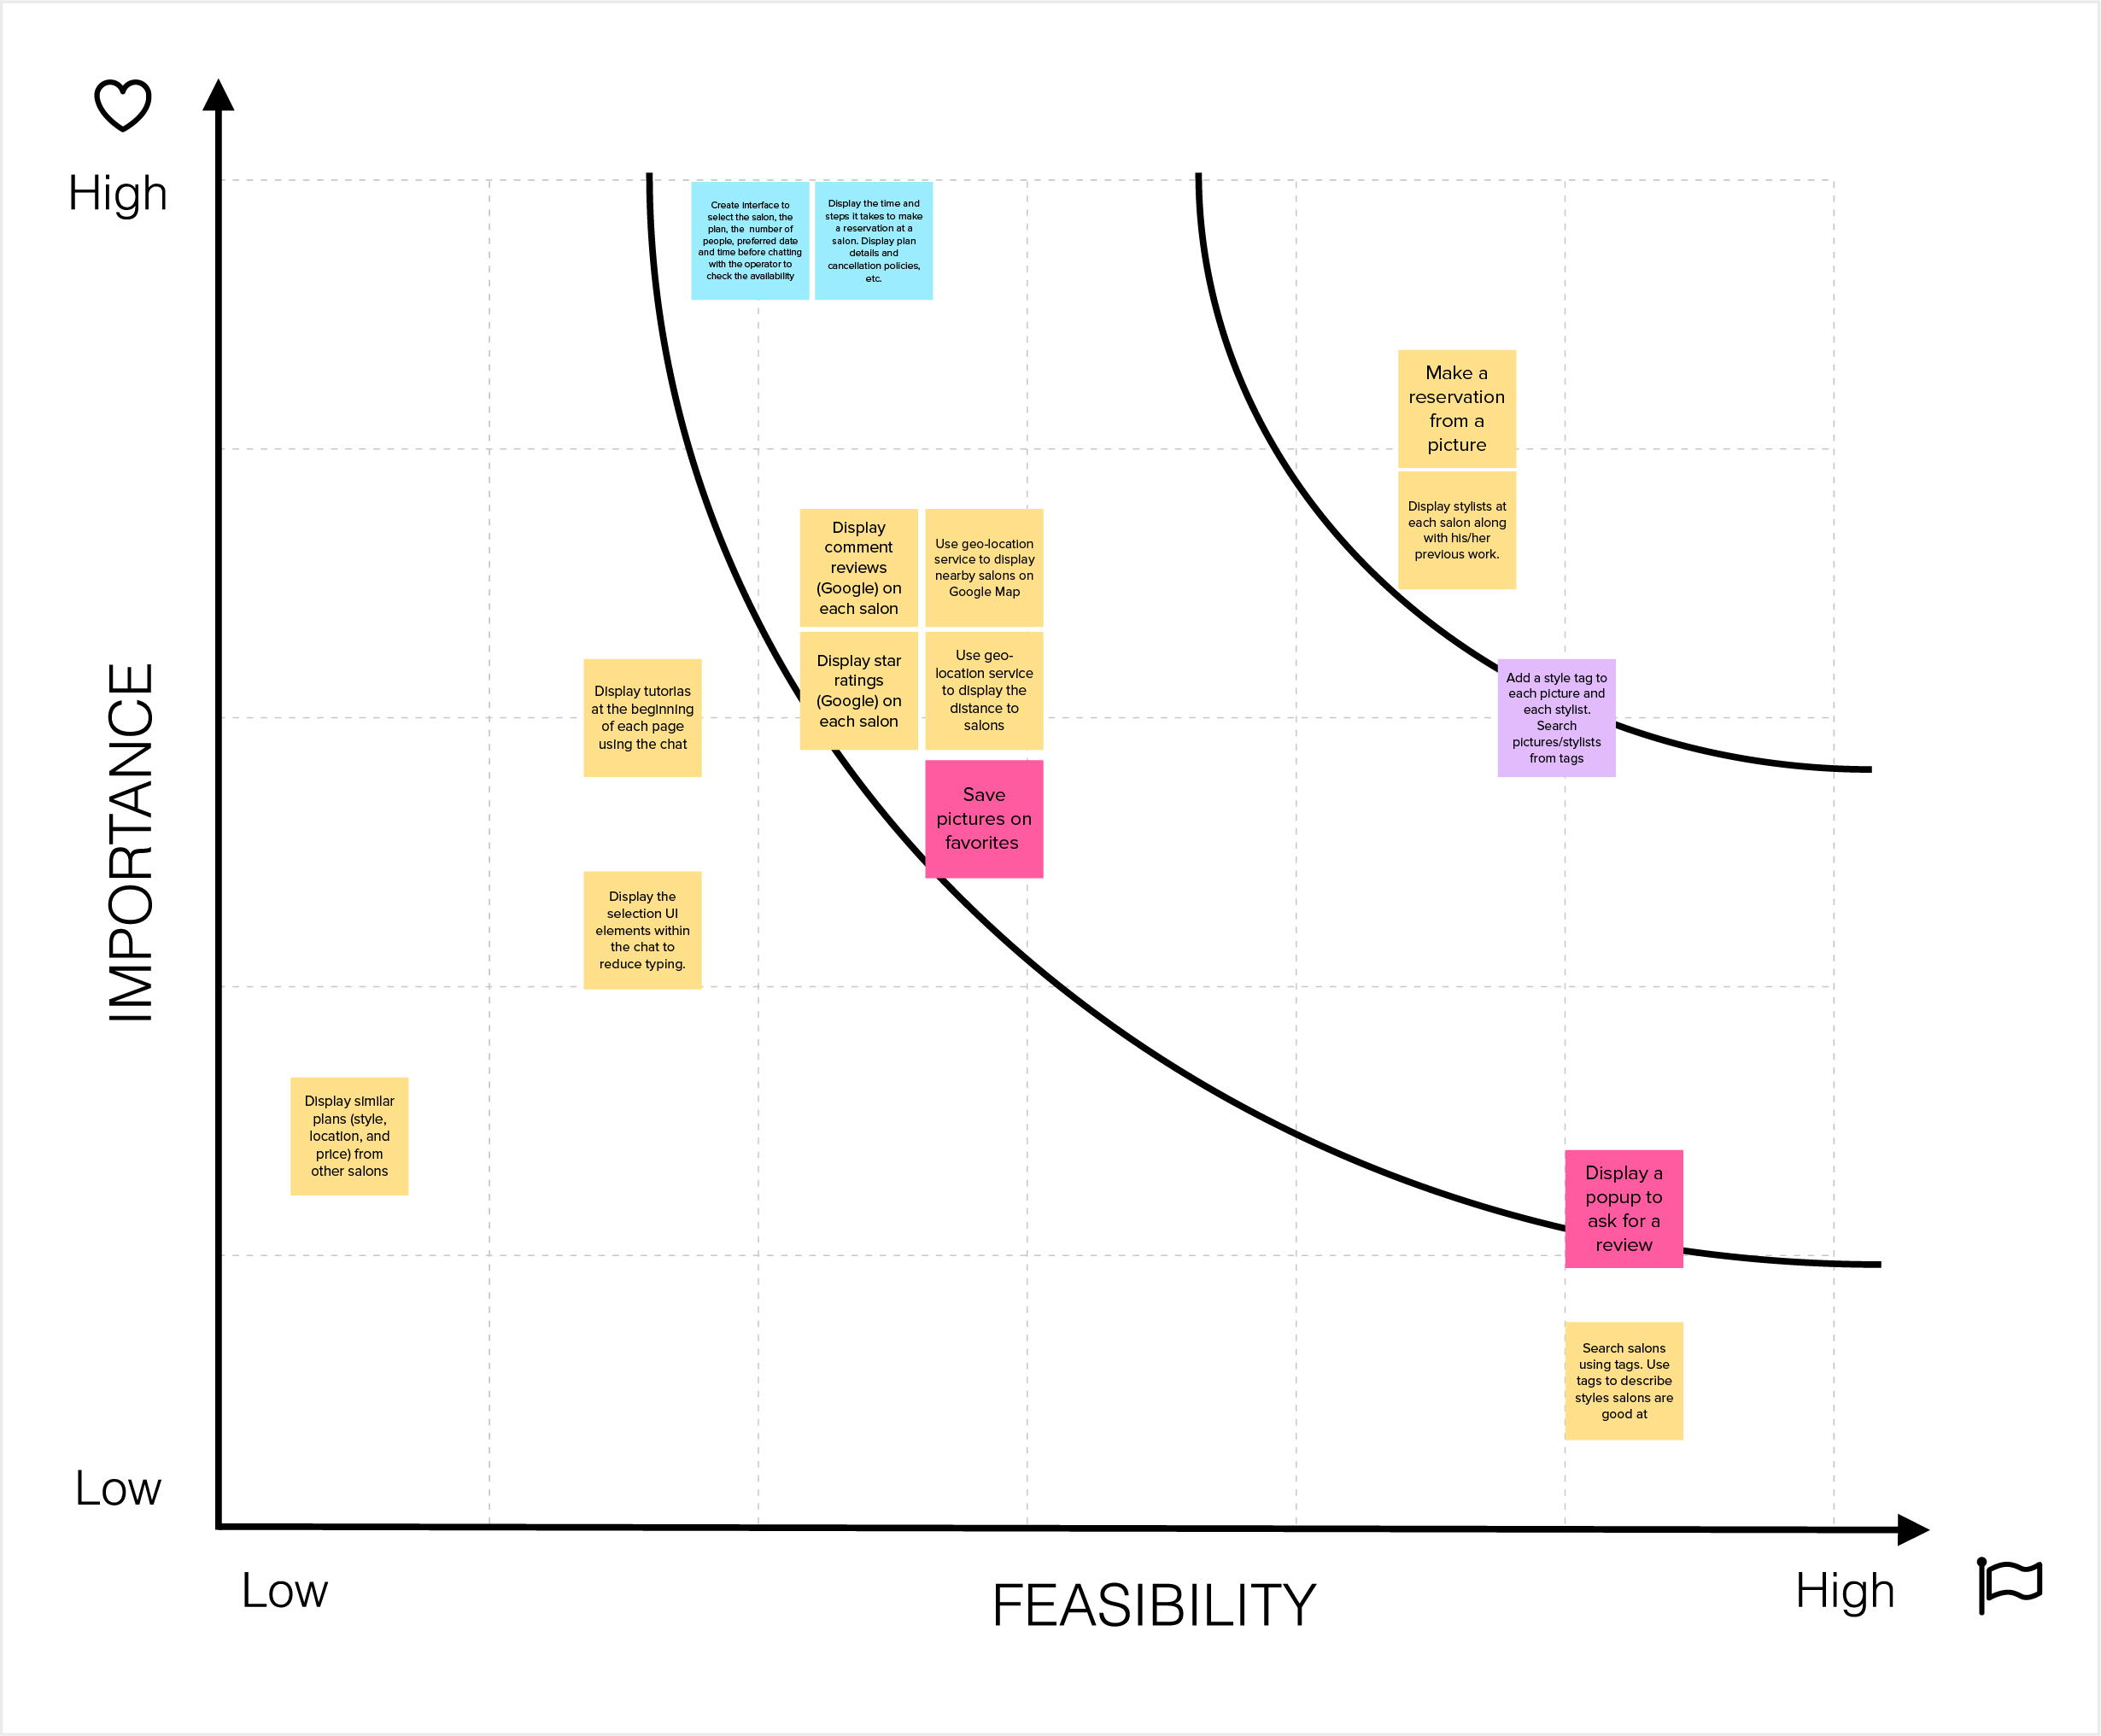 High
Create interface to
select the salon, the
plan, the number of
people, preferred date
and time before chatting
with the operator to
check the availability
Display the time and
steps it takes to make
a reservation at a
salon. Display plan
details and
cancellation policies,
etc.
Make a
reservation
from a
picture
Display stylists at
each salon along
with his/her
previous work.
Display
comment
reviews
(Google) on
each salon
Use geo-location
service to display
nearby salons on
Google Map
Display star
ratings
(Google) on
each salon
Use geo-
location service
to display the
distance to
salons
Display tutorias
at the beginning
of each page
using the chat
Add a style tag to
each picture and
each stylist.
Search
pictures/stylists
from tags
Save
pictures on
favorites
IMPORTANCE
Display the
selection UI
elements within
the chat to
reduce typing.
Display similar
plans (style,
location, and
price) from
other salons
Display a
popup to
ask for a
review
Search salons
using tags. Use
tags to describe
styles salons are
good at
Low
Low
FEASIBILITY
High